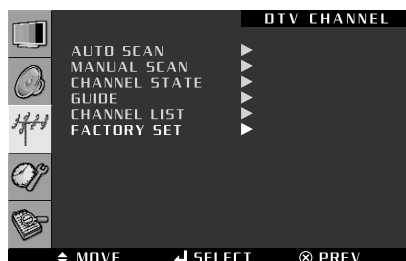 DTV CHANNEL
AUTO SCAN
MANUAL SCAN
CHANNEL STATE
GUIDE
CHANNEL LIST
FACTORY SET
MOVE SELECT PREV